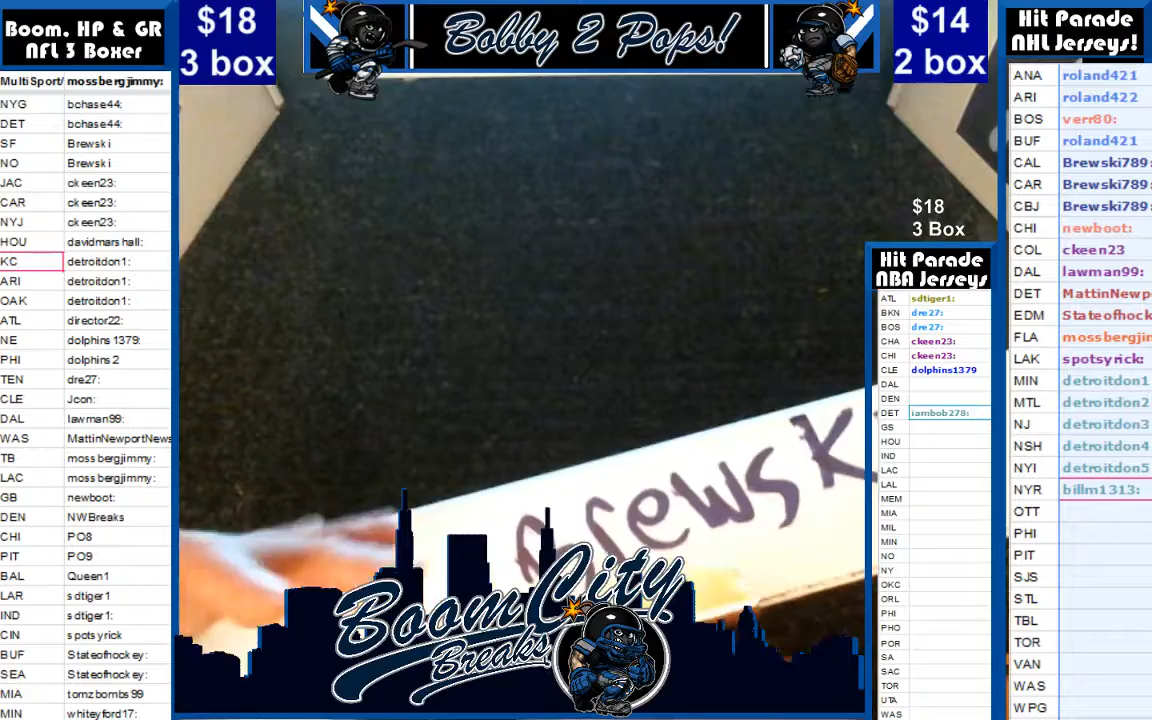 Boom, HP & GR
NFL 3 Boxer
MultiSport/ mossbergjimmy:
NYG bchase44:
DET bchase44:
SF Brewski
NO Brewski
JAC ckeen23:
CAR ckeen23:
NYJ ckeen23:
HOU davidmarshall:
KC detroitdon1:
ARI detroitdon1:
OAK detroitdon1:
ATL director22:
NE dolphins 1379:
PHI dolphins 2
TEN dre27:
CLE Jcon:
DAL lawman99:
WAS MattinNewportNews
TB mossbergjimmy:
LAC mossbergjimmy:
GB newboot:
DEN NWBreaks
CHI PO8
PIT PO9
BAL Queen1
LAR sdtiger1
IND sdtiger1:
CIN spotsyrick
BUF Stateofhockey:
SEA Stateofhockey:
MIA tomzbombs99
MIN whiteyford17:
$18
3 box
Bobby 2 Pops!
$14
2 box
BoomCity
Breaks
$18
3 Box
Hit Parade
NBA Jerseys
ATL sdtiger1:
BKN dre27:
BOS dre27:
CHA ckeen23:
CHI ckeen23:
CLE dolphins1379
DAL
DEN
DET iambob278:
GS
HOU
IND
LAC
LAL
MEM
MIA
MIL
MIN
NO
NY
OKC
ORL
PHI
PHO
POR
SA
SAC
TOR
UTA
WAS
Hit Parade
NHL Jerseys!
ANA roland421
ARI roland422
BOS verr80:
BUF roland421
CAL Brewski789:
CAR Brewski789:
CBJ Brewski789:
CHI newboot:
COL ckeen23
DAL lawman99:
DET MattinNewp
EDM Stateofhock
FLA mossbergjim
LAK spotsyrick:
MIN detroitdon1
MTL detroitdon2
NJ detroitdon3
NSH detroitdon4
NYI detroitdon5
NYR billm1313:
OTT
PHI
PIT
SJS
STL
TBL
TOR
VAN
WAS
WPG